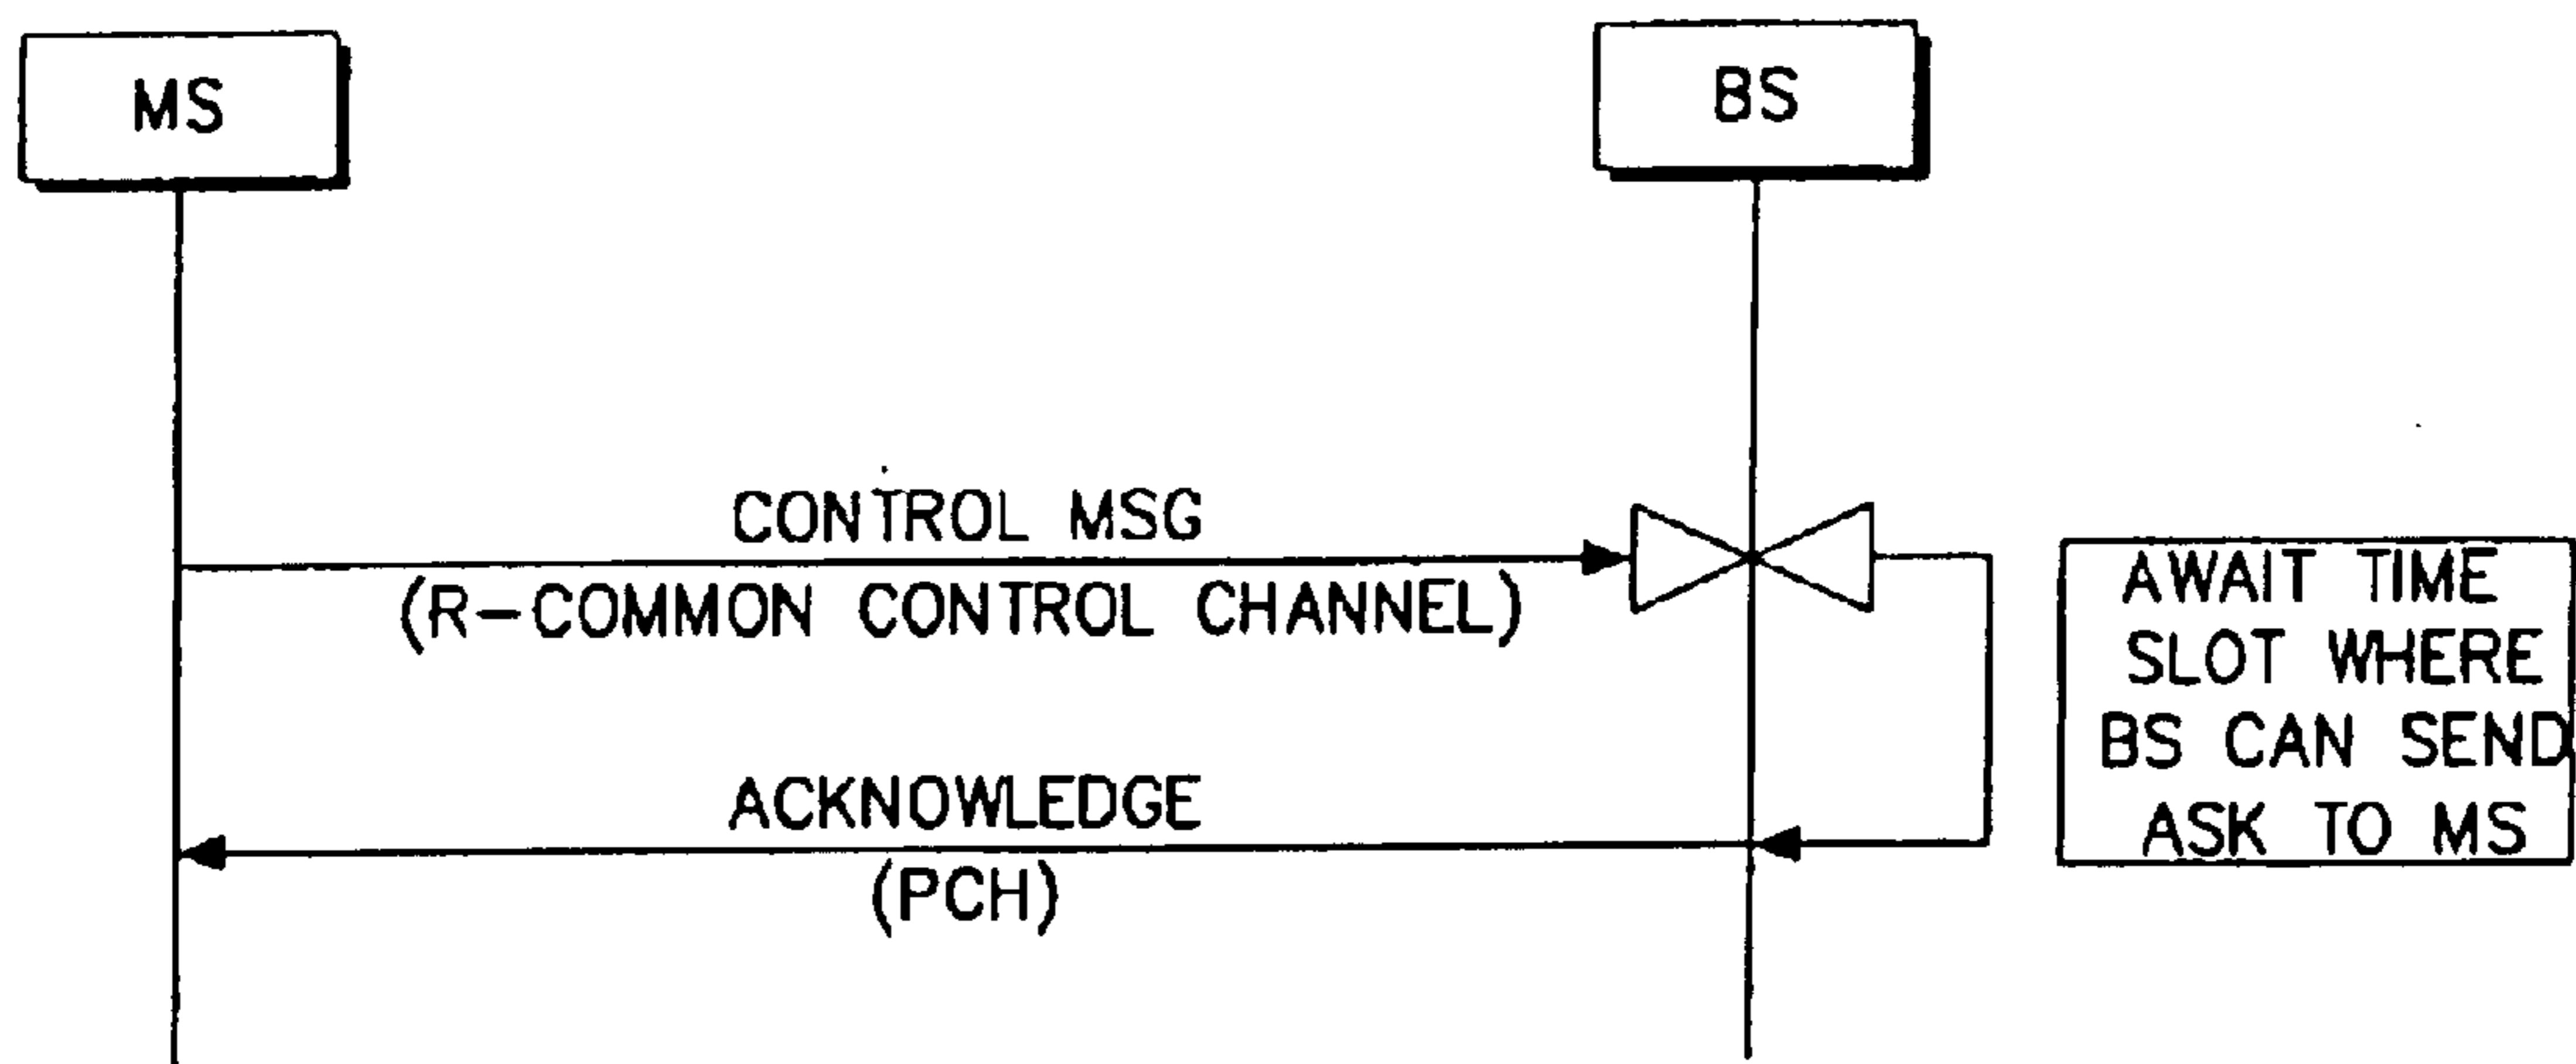 MS
BS
CONTROL MSG
(R-COMMON CONTROL CHANNEL)
AWAIT TIME
SLOT WHERE
BS CAN SEND
ASK TO MS
ACKNOWLEDGE
(PCH)